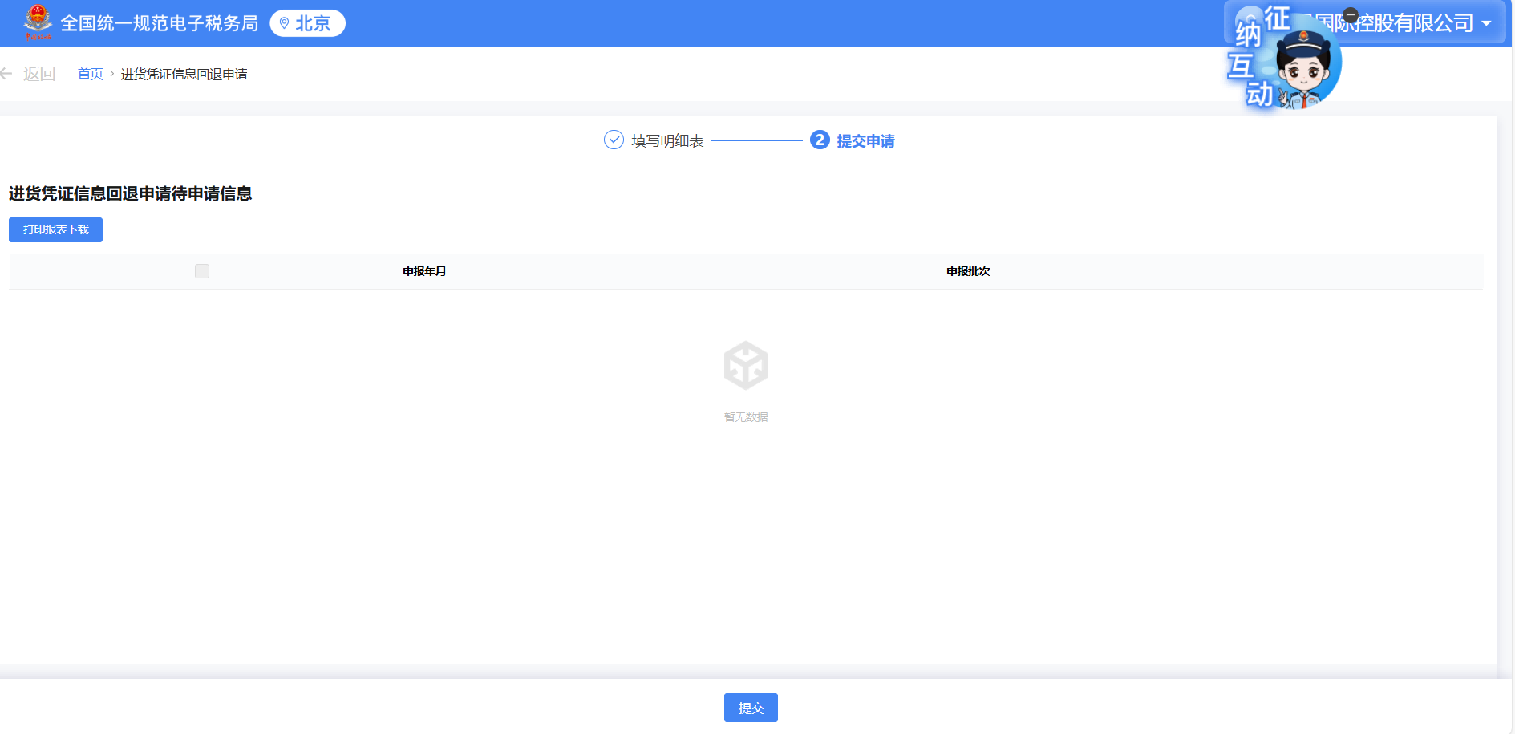 全国统一规范电子税务局 北京
国际控股有限公司
征
纳
互
动
返回 首页 › 进货凭证信息回退申请
填写明细表 2 提交申请
进货凭证信息回退申请待申请信息
打印报表下载
申报年月 申报批次
暂无数据
提交